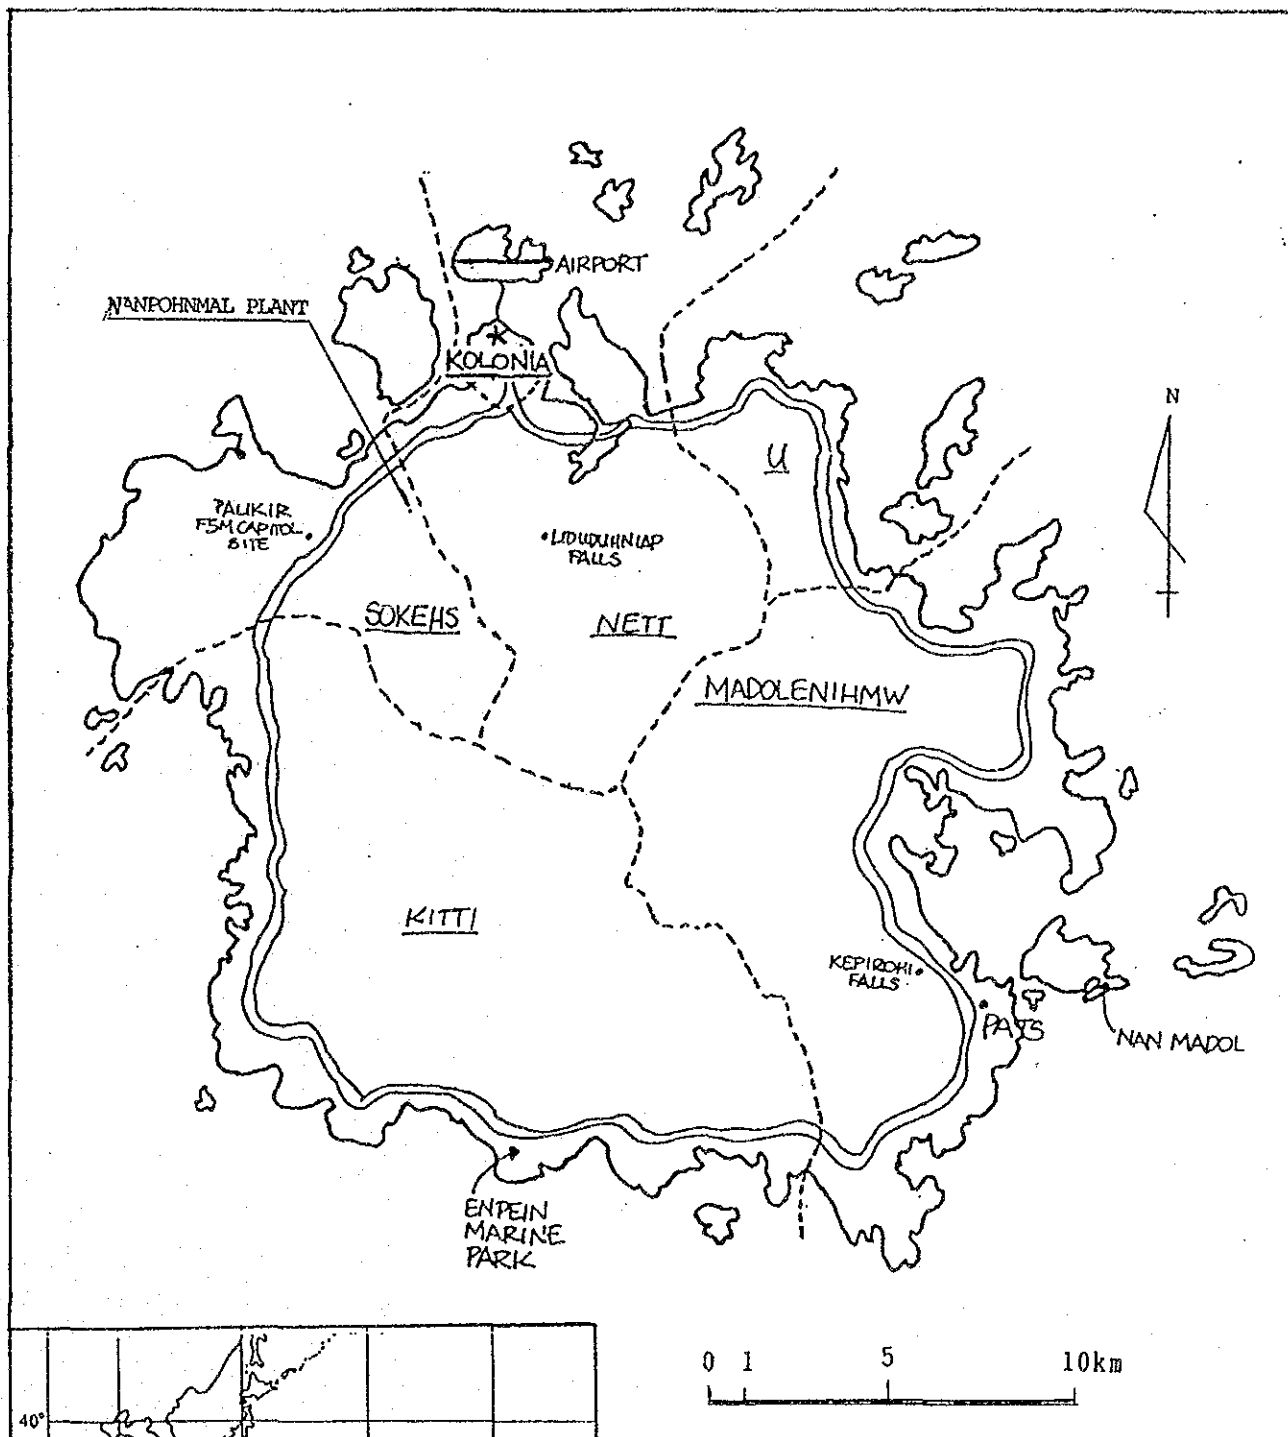 AIRPORT
NANPOHNMAL PLANT
KOLONIA
N
U
PALIKIR
FSM CAPITOL
SITE
LIDUDUHNIAP
FALLS
SOKEHS
NETT
MADOLENIHMW
KITTI
KEPIROHI
FALLS
PATS
NAN MADOL
ENPEIN
MARINE
PARK
0 1 5 10km
40°